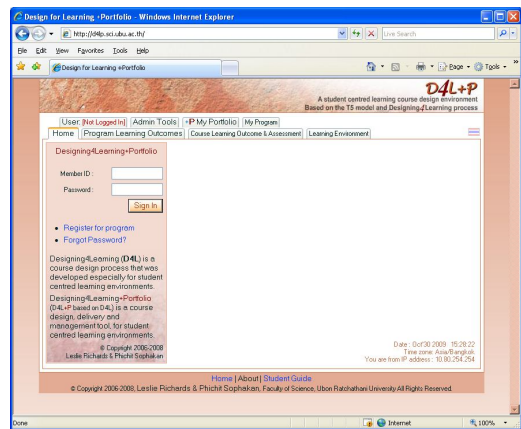 Design for Learning +Portfolio - Windows Internet Explorer
http://d4lp.sci.ubu.ac.th/
Live Search
File Edit View Favorites Tools Help
Design for Learning +Portfolio
Page Tools
D4L+P
A student centred learning course design environment
Based on the T5 model and Designing4Learning process
User: [Not Logged In] Admin Tools +P My Portfolio My Program
Home Program Learning Outcomes Course Learning Outcome & Assessment Learning Environment
Designing4Learning+Portfolio
Member ID :
Password :
Sign In
Register for program
Forgot Password?
Designing4Learning (D4L) is a
course design process that was
developed especially for student
centred learning environments.
Designing4Learning+Portfolio
(D4L+P based on D4L) is a course
design, delivery and
management tool, for student
centred learning environments.
© Copyright 2006-2008
Leslie Richards & Phichit Sophakan
Date : Oct'30 2009 15:28:22
Time zone: Asia/Bangkok
You are from IP address : 10.80.254.254
Home | About | Student Guide
© Copyright 2006-2008, Leslie Richards & Phichit Sophakan, Faculty of Science, Ubon Ratchathani University All Rights Reserved.
Done
Internet
100%